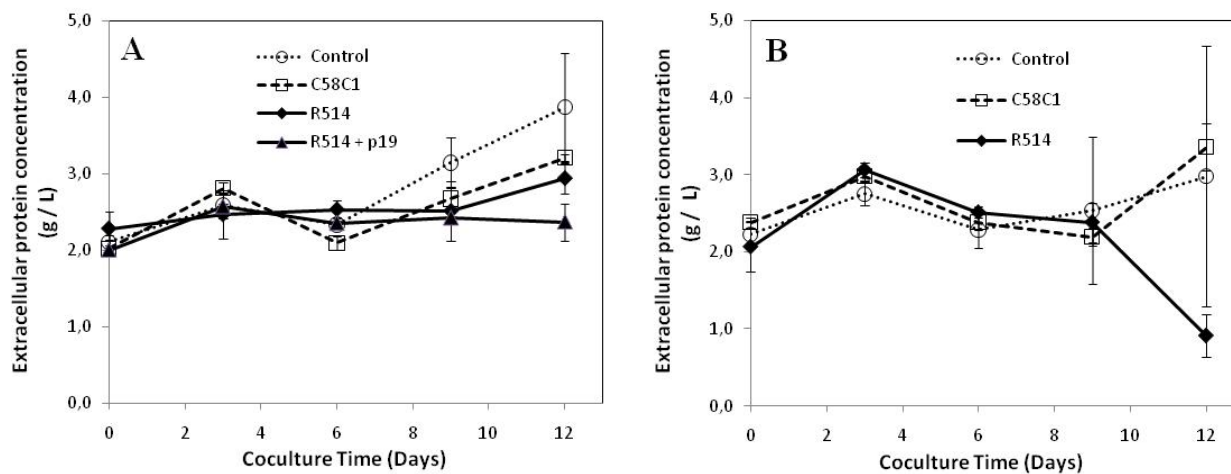 A
Extracellular protein concentration
(g / L)
5,0
4,0
3,0
2,0
1,0
0,0
Control
C58C1
R514
R514 + p19
0 2 4 6 8 10 12
Coculture Time (Days)
B
Extracellular protein concentration
(g / L)
5,0
4,0
3,0
2,0
1,0
0,0
Control
C58C1
R514
0 2 4 6 8 10 12
Coculture Time (Days)